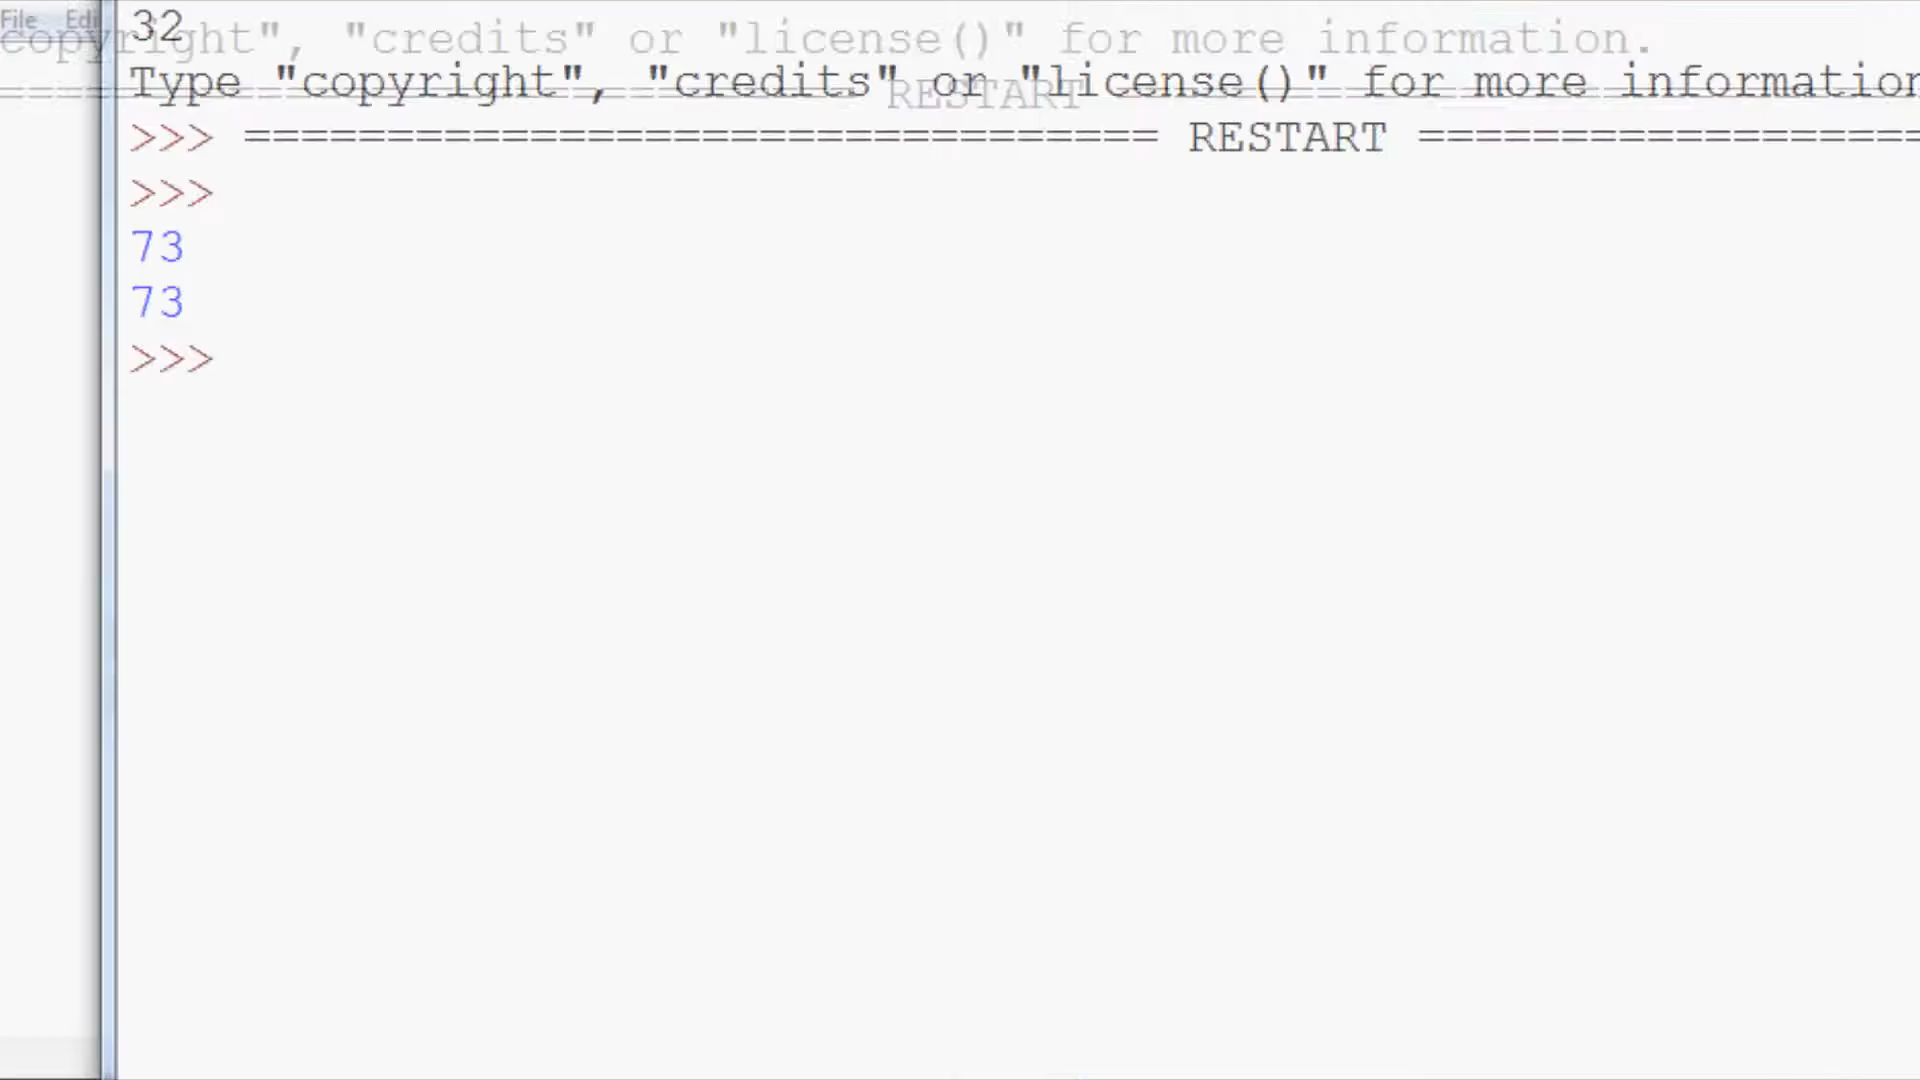 File Edi
32
copyright", "credits" or "license()" for more information.
Type "copyright", "credits" or "license()" for more information
RESTART
>>> ================================ RESTART ==================
>>>
73
73
>>>